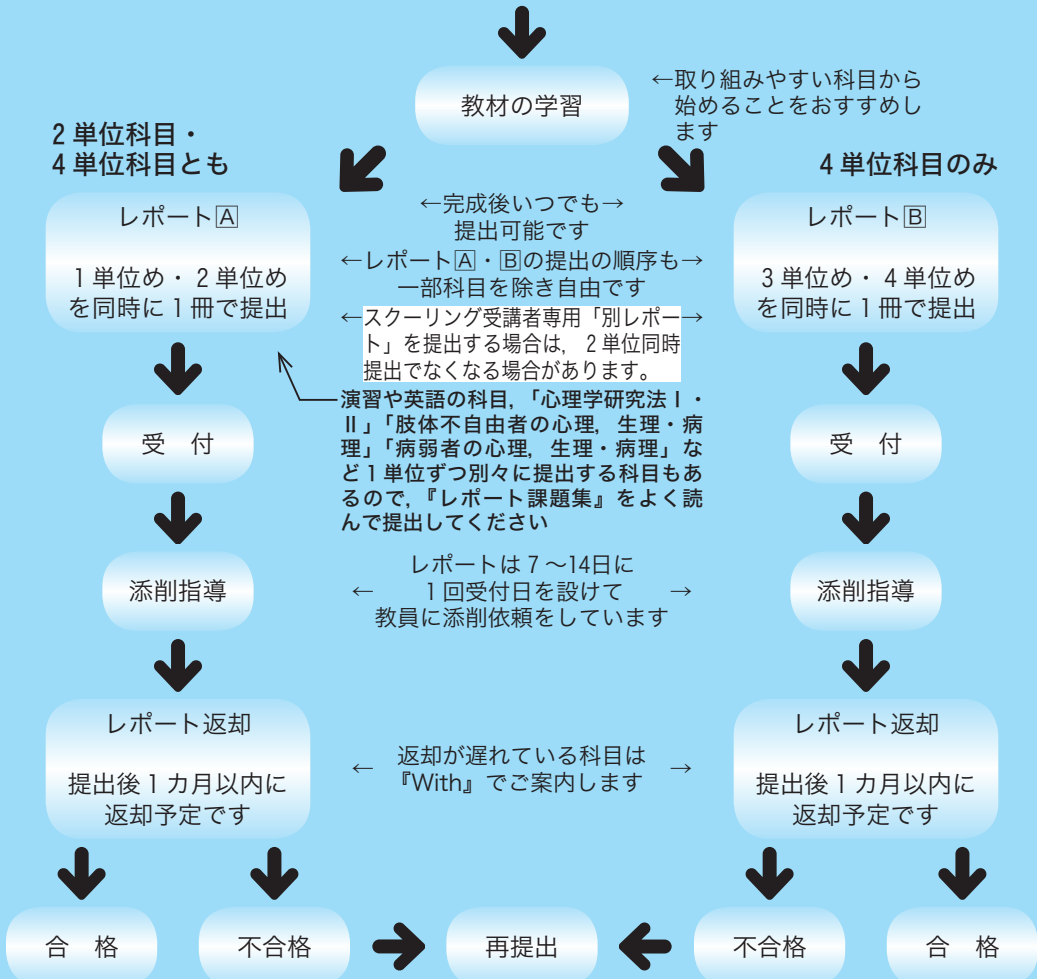 教材の学習
←取り組みやすい科目から
始めることをおすすめし
ます
2単位科目・
4単位科目とも
4単位科目のみ
レポートA
1単位め・2単位め
を同時に1冊で提出
←完成後いつでも→
提出可能です
←レポートA・Bの提出の順序も→
一部科目を除き自由です
←スクーリング受講者専用「別レポー→
ト」を提出する場合は，2単位同時
提出でなくなる場合があります。
レポートB
3単位め・4単位め
を同時に1冊で提出
演習や英語の科目，「心理学研究法Ⅰ・
Ⅱ」「肢体不自由者の心理，生理・病
理」「病弱者の心理，生理・病理」な
ど1単位ずつ別々に提出する科目もあ
るので，『レポート課題集』をよく読
んで提出してください
受　付
受　付
添削指導
レポートは7～14日に
← 1回受付日を設けて →
教員に添削依頼をしています
添削指導
レポート返却
提出後1カ月以内に
返却予定です
← 返却が遅れている科目は →
『With』でご案内します
レポート返却
提出後1カ月以内に
返却予定です
合　格
不合格
再提出
不合格
合　格